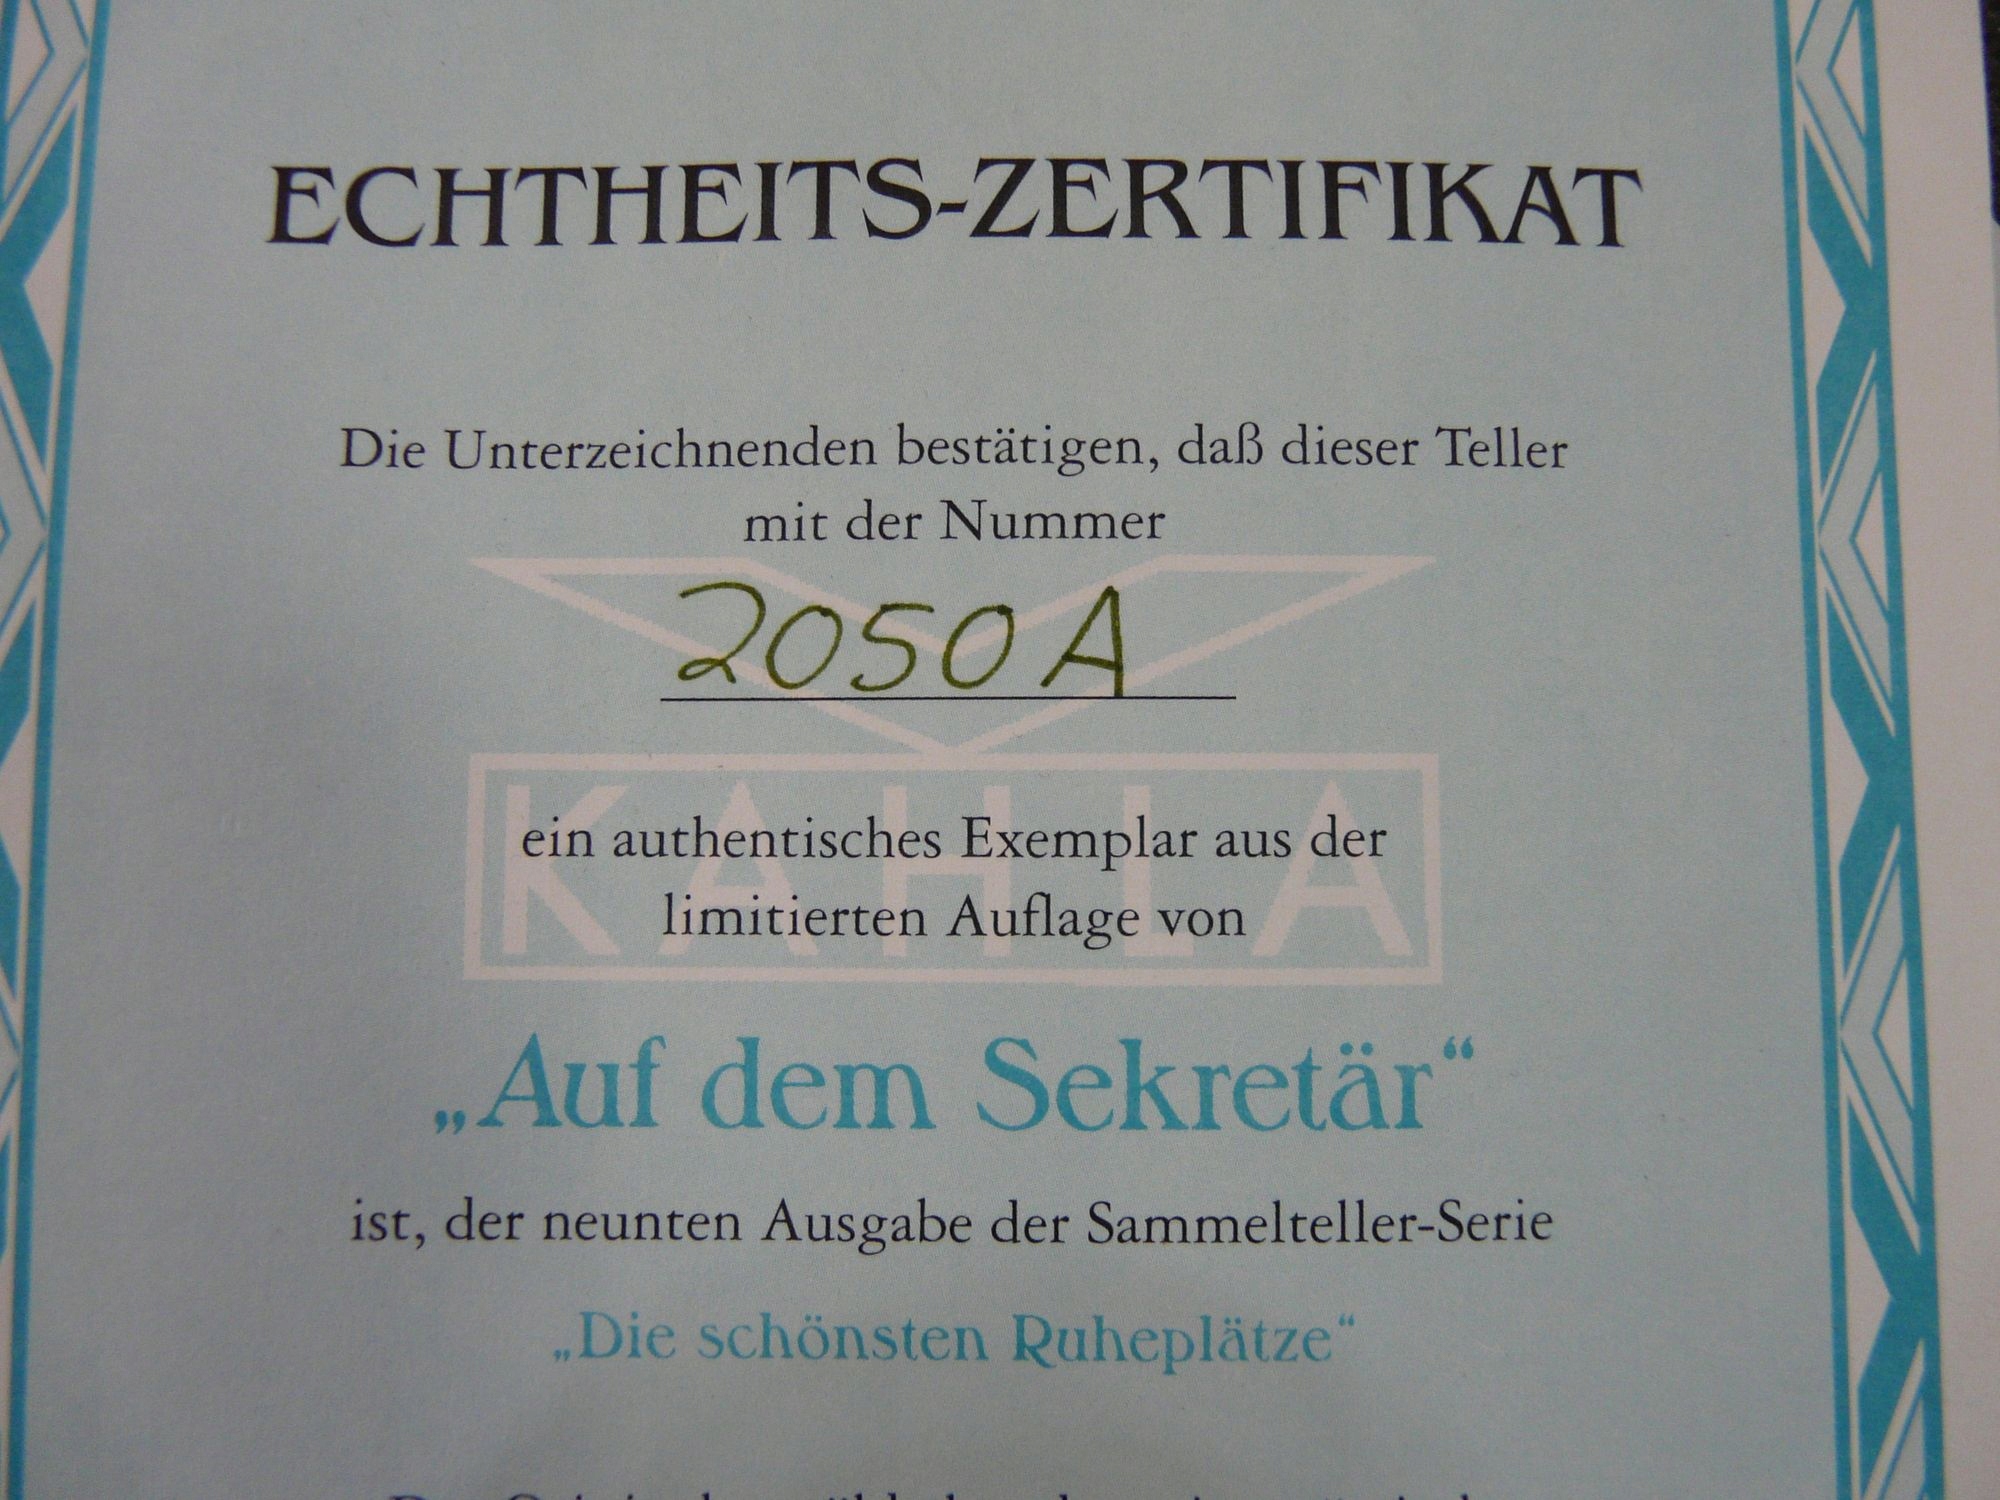 ECHTHEITS-ZERTIFIKAT
Die Unterzeichnenden bestätigen, daß dieser Teller
mit der Nummer
2050 A
KAHLA
ein authentisches Exemplar aus der
limitierten Auflage von
„Auf dem Sekretär“
ist, der neunten Ausgabe der Sammelteller-Serie
„Die schönsten Ruheplätze“